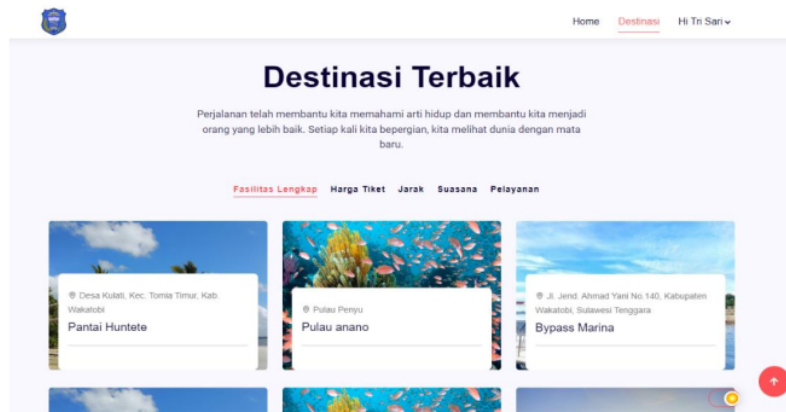 Home Destinasi Hi Tri Sari
Destinasi Terbaik
Perjalanan telah membantu kita memahami arti hidup dan membantu kita menjadi
orang yang lebih baik. Setiap kali kita bepergian, kita melihat dunia dengan mata
baru.
Fasilitas Lengkap Harga Tiket Jarak Suasana Pelayanan
Desa Kulati, Kec. Tomia Timur, Kab.
Wakatobi
Pantai Huntete
Pulau Penyu
Pulau anano
Jl. Jend. Ahmad Yani No.140, Kabupaten
Wakatobi, Sulawesi Tenggara
Bypass Marina